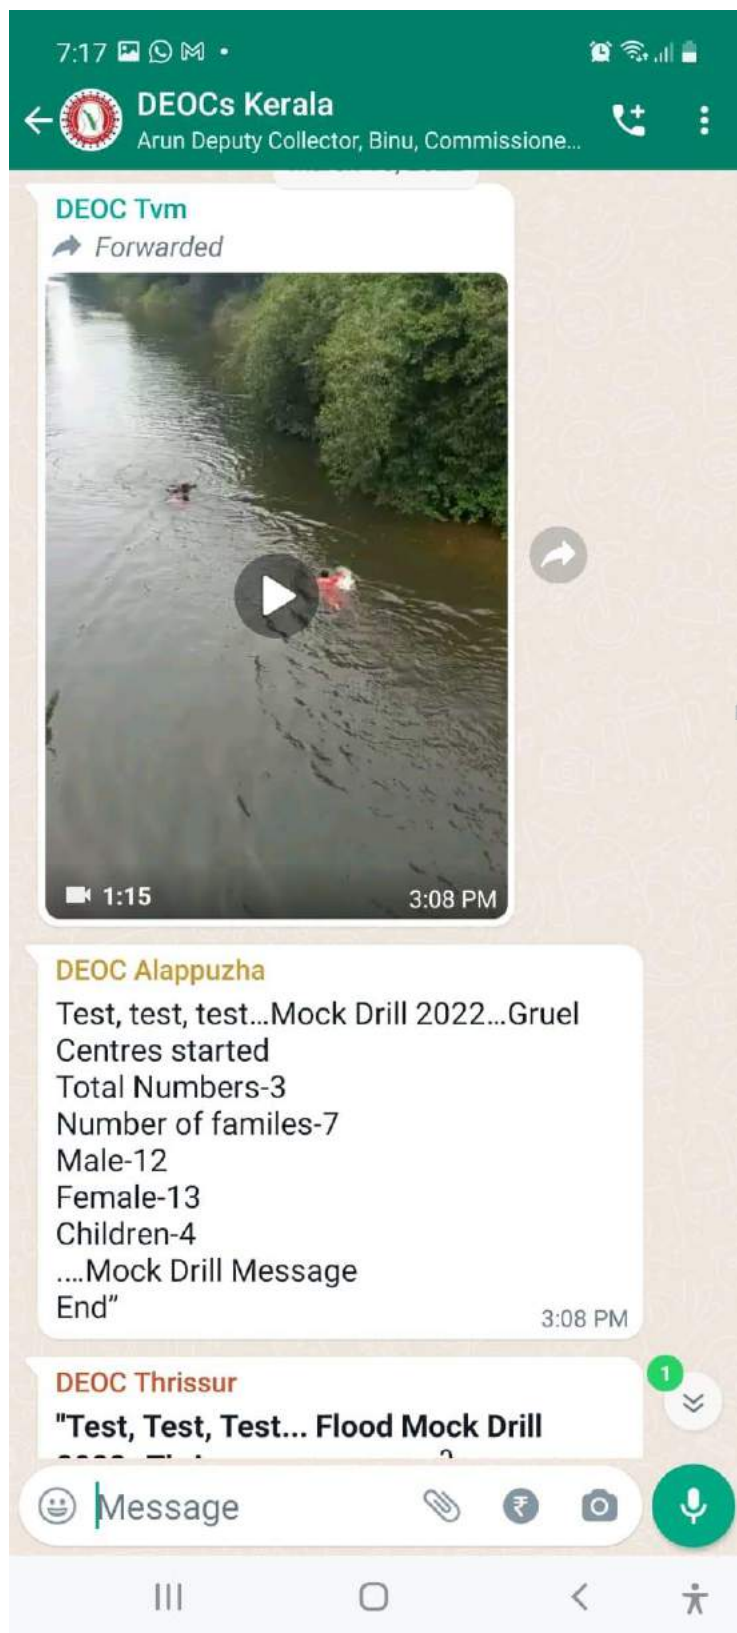 7:17
DEOCs Kerala
Arun Deputy Collector, Binu, Commissione...
DEOC Tvm
Forwarded
1:15
3:08 PM
DEOC Alappuzha
Test, test, test...Mock Drill 2022...Gruel
Centres started
Total Numbers-3
Number of familes-7
Male-12
Female-13
Children-4
....Mock Drill Message
End”
3:08 PM
DEOC Thrissur
1
"Test, Test, Test... Flood Mock Drill
Message